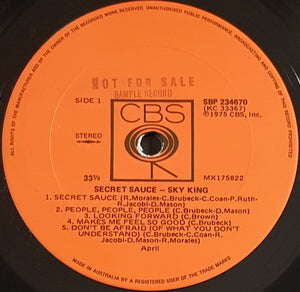 ALL RIGHTS RESERVED. UNAUTHORISED PUBLIC PERFORMANCE, BROADCASTING AND COPYING OF THIS RECORD PROHIBITED
OF THE MANUFACTURER AND OF THE OWNER OF THE RECORDED WORK
NOT FOR SALE
SAMPLE RECORD
SIDE 1
SBP 234670
(KC 33367)
℗1975 CBS, Inc.
CBS
STEREO
33⅓
MX175822
SECRET SAUCE – SKY KING
1. SECRET SAUCE (R.Morales-C.Brubeck-C.Coan-P.Ruth-
R.Jacobi-D.Mason)
2. PEOPLE, PEOPLE, PEOPLE (C.Brubeck-D.Mason)
3. LOOKING FORWARD (C.Brown)
4. MAKES ME FEEL SO GOOD (C.Brubeck)
5. DON'T BE AFRAID (OF WHAT YOU DON'T
UNDERSTAND) (C.Brubeck-C.Coan-R.
Jacobi-D.Mason-R.Morales)
April
MADE IN AUSTRALIA BY A REGISTERED USER OF THE TRADE MARKS